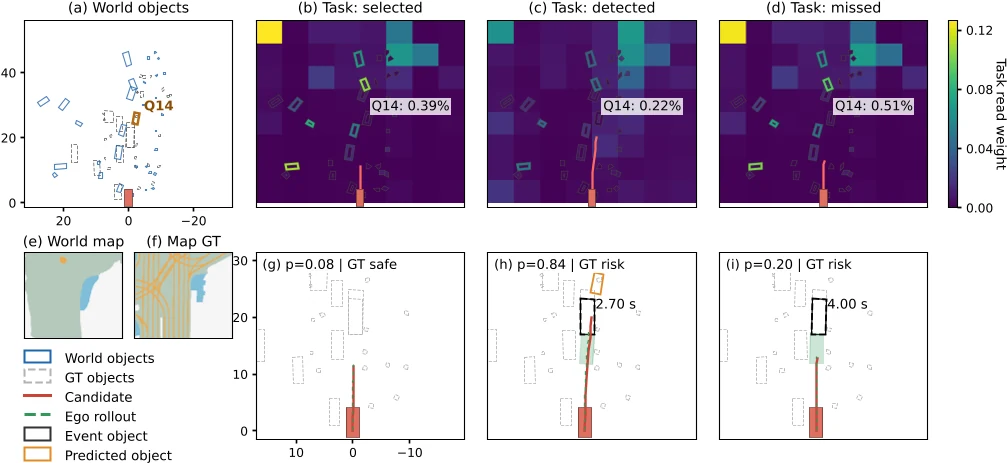 (a) World objects
(b) Task: selected
(c) Task: detected
(d) Task: missed
40
20
0
20
0
−20
Q14
Q14: 0.39%
Q14: 0.22%
Q14: 0.51%
0.12
0.08
0.04
0.00
Task read weight
(e) World map
(f) Map GT
World objects
GT objects
Candidate
Ego rollout
Event object
Predicted object
30
20
10
0
10
0
−10
(g) p=0.08 | GT safe
(h) p=0.84 | GT risk
2.70 s
(i) p=0.20 | GT risk
4.00 s